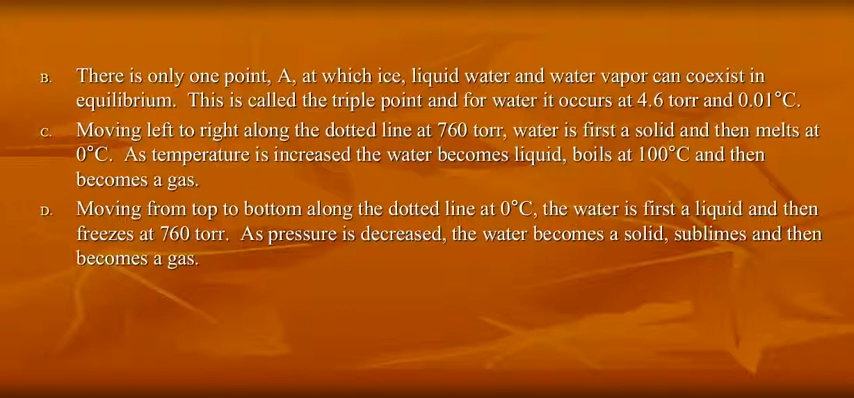 B. There is only one point, A, at which ice, liquid water and water vapor can coexist in
equilibrium. This is called the triple point and for water it occurs at 4.6 torr and 0.01°C.
C. Moving left to right along the dotted line at 760 torr, water is first a solid and then melts at
0°C. As temperature is increased the water becomes liquid, boils at 100°C and then
becomes a gas.
D. Moving from top to bottom along the dotted line at 0°C, the water is first a liquid and then
freezes at 760 torr. As pressure is decreased, the water becomes a solid, sublimes and then
becomes a gas.